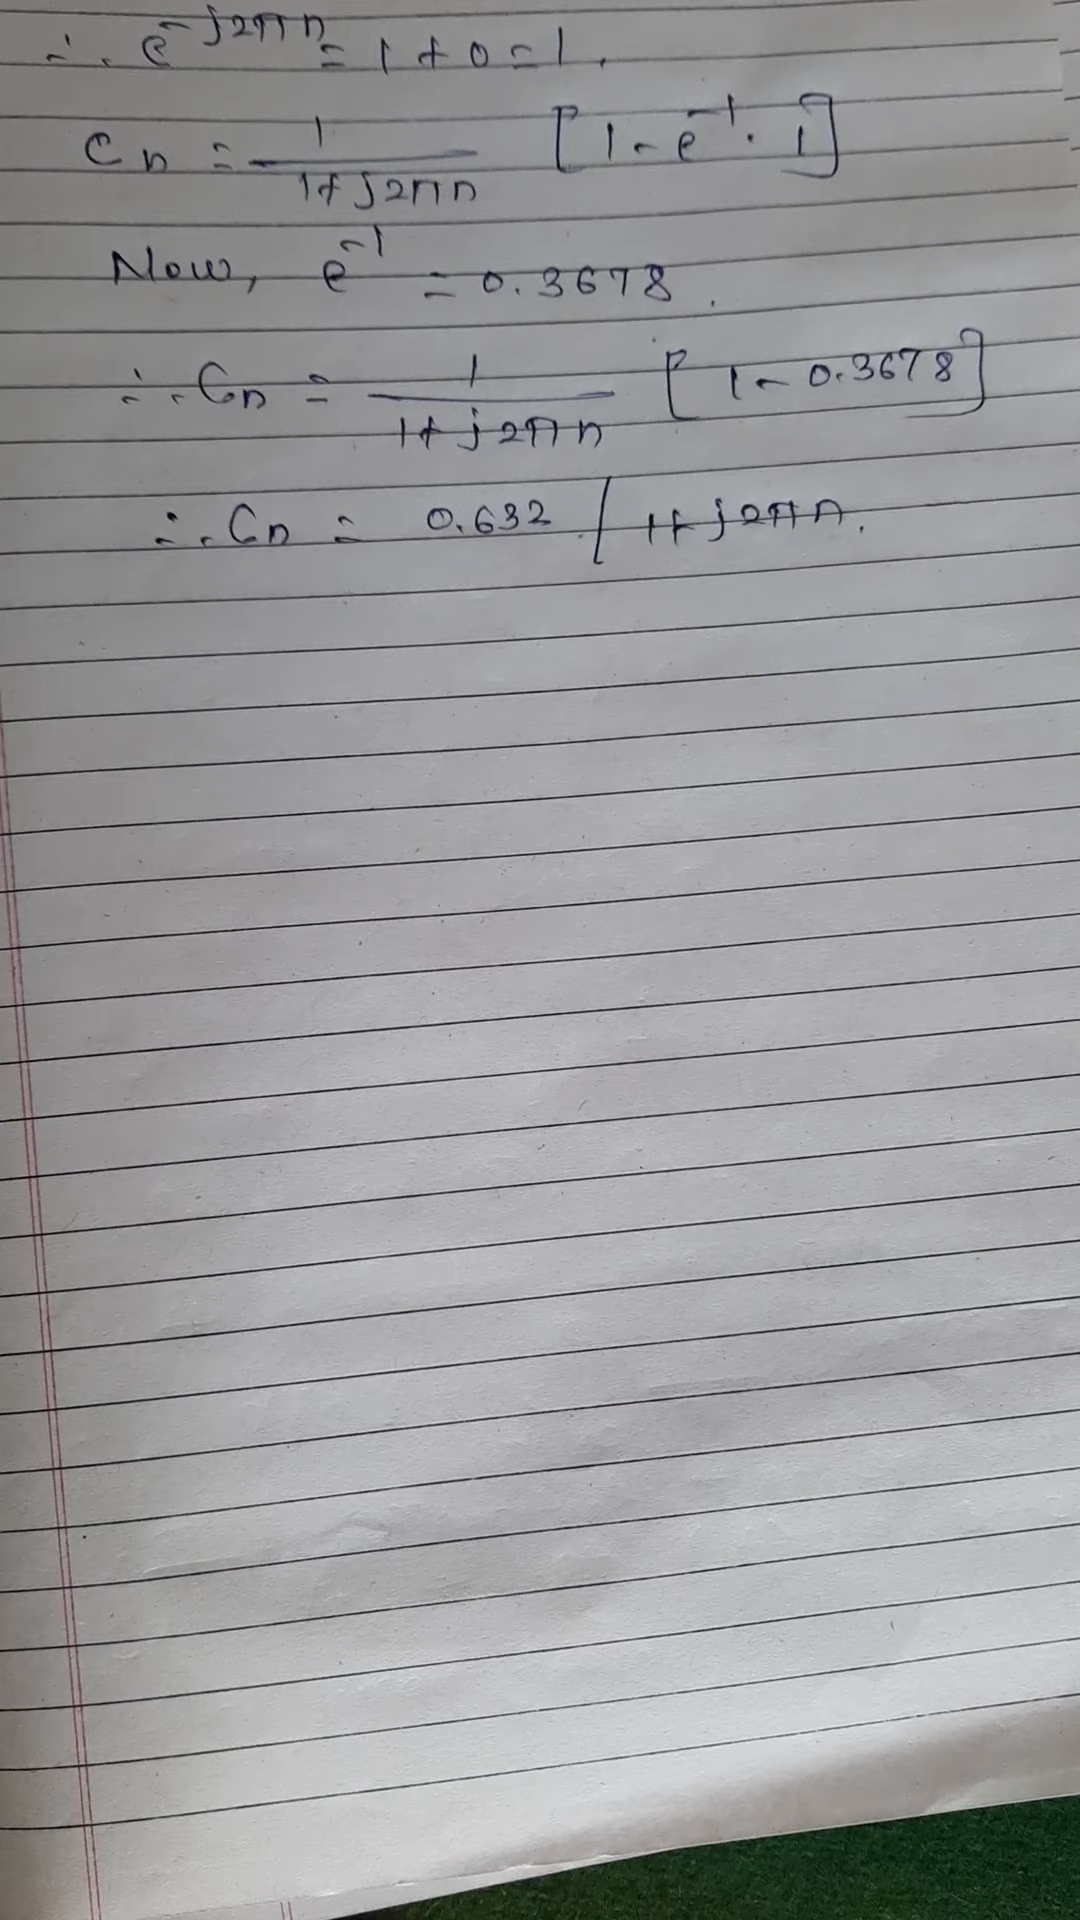 ∴ e^{-j2πn} = 1 + 0 = 1.
Cn = 1/(1+j2πn) [1 - e^{-1} . 1]
Now, e^{-1} = 0.3678.
∴ Cn = 1/(1+j2πn) [1 - 0.3678]
∴ Cn = 0.632 / 1+j2πn.